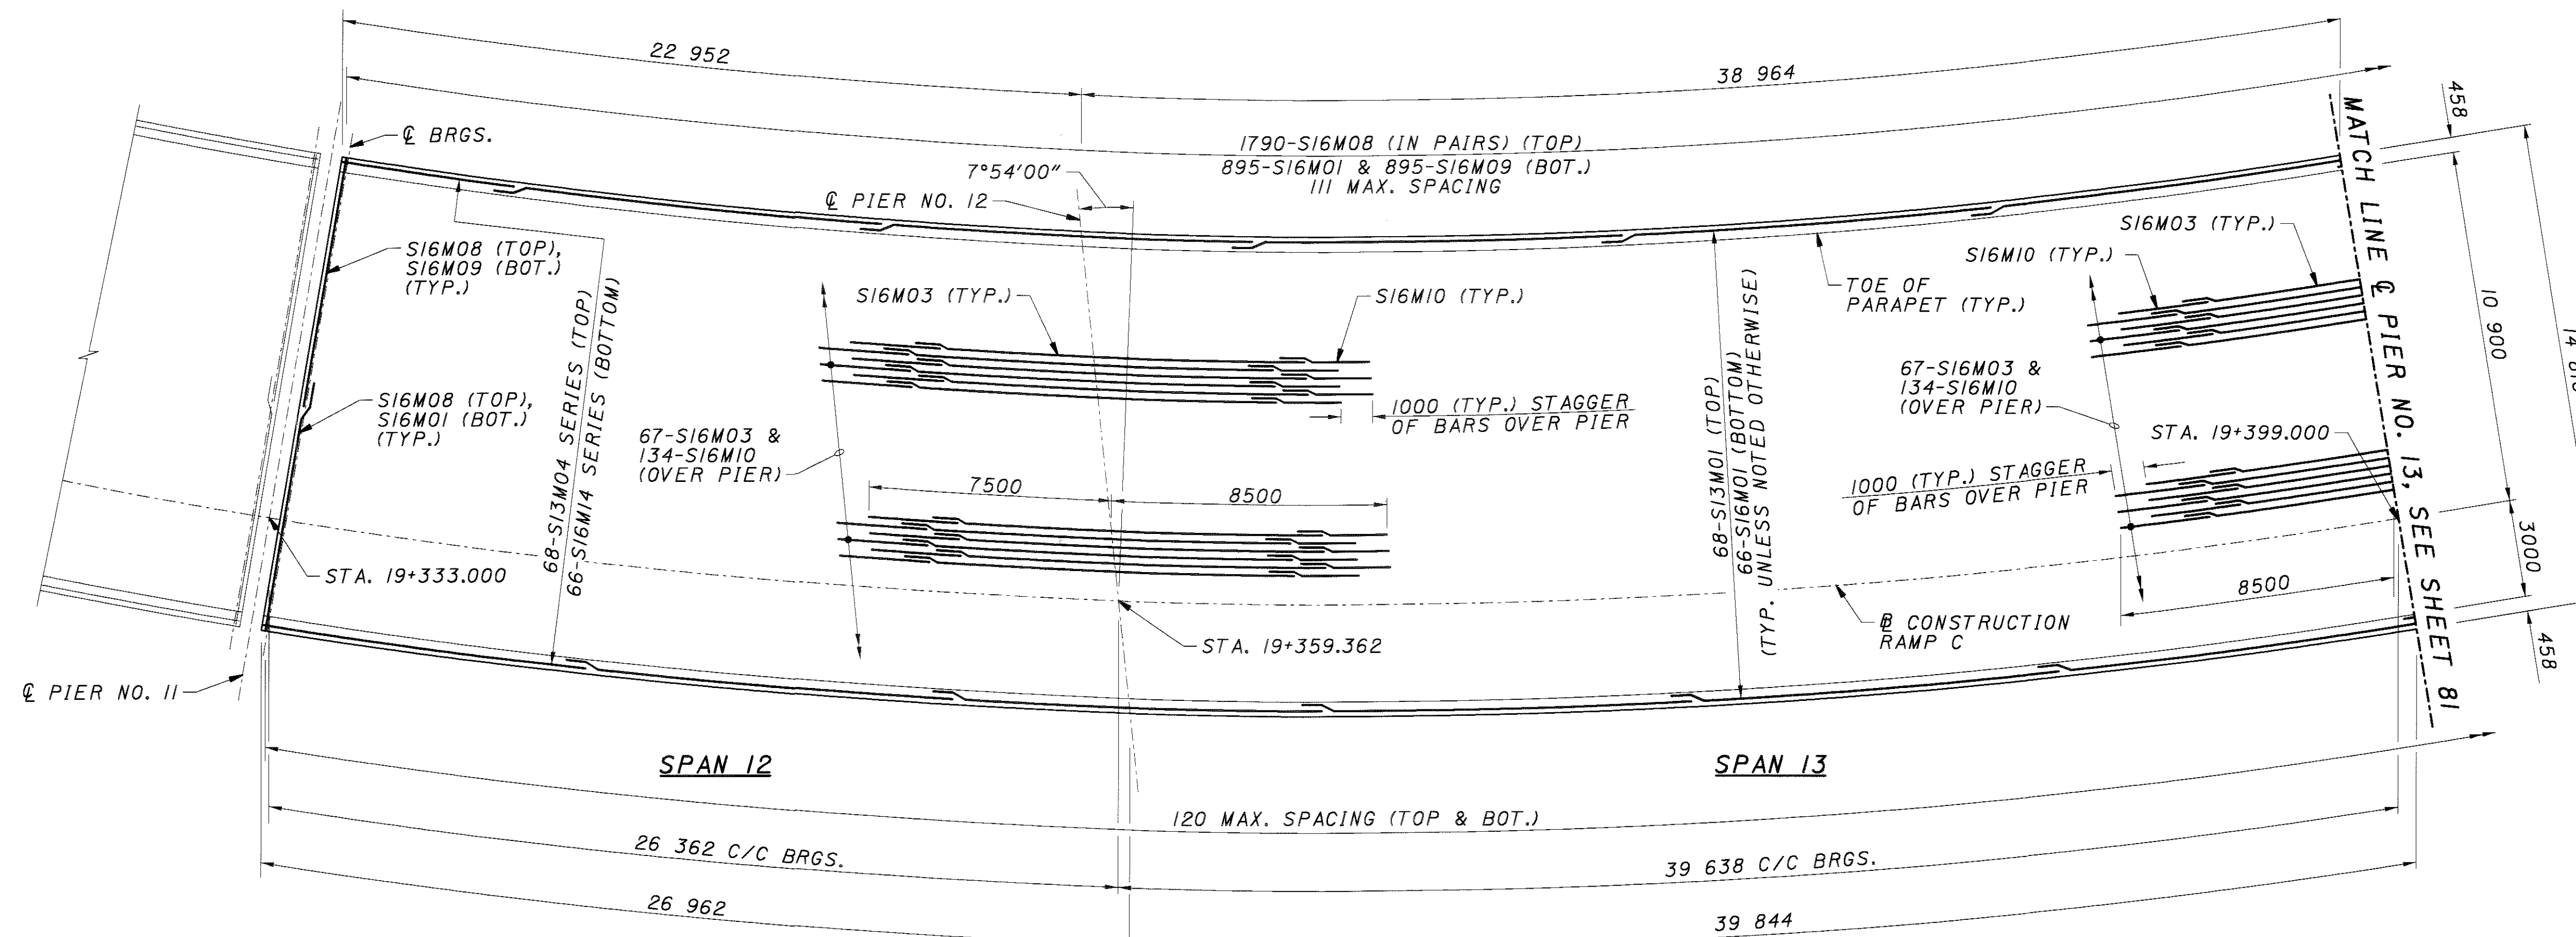 22 952
38 964
458
℄ BRGS.
1790-S16M08 (IN PAIRS) (TOP)
895-S16M01 & 895-S16M09 (BOT.)
111 MAX. SPACING
7°54'00"
℄ PIER NO. 12
MATCH LINE ℄ PIER NO. 13, SEE SHEET 81
S16M08 (TOP),
S16M09 (BOT.)
(TYP.)
S16M03 (TYP.)
S16M10 (TYP.)
TOE OF
PARAPET (TYP.)
S16M03 (TYP.)
S16M10 (TYP.)
10 900
68-S13M04 SERIES (TOP)
66-S16M14 SERIES (BOTTOM)
S16M08 (TOP),
S16M01 (BOT.)
(TYP.)
67-S16M03 &
134-S16M10
(OVER PIER)
1000 (TYP.) STAGGER
OF BARS OVER PIER
68-S13M01 (TOP)
66-S16M01 (BOTTOM)
(TYP. UNLESS NOTED OTHERWISE)
67-S16M03 &
134-S16M10
(OVER PIER)
STA. 19+399.000
1000 (TYP.) STAGGER
OF BARS OVER PIER
7500
8500
3000
8500
STA. 19+333.000
STA. 19+359.362
℄ CONSTRUCTION
RAMP C
458
℄ PIER NO. 11
SPAN 12
SPAN 13
120 MAX. SPACING (TOP & BOT.)
26 362 C/C BRGS.
39 638 C/C BRGS.
26 962
39 844